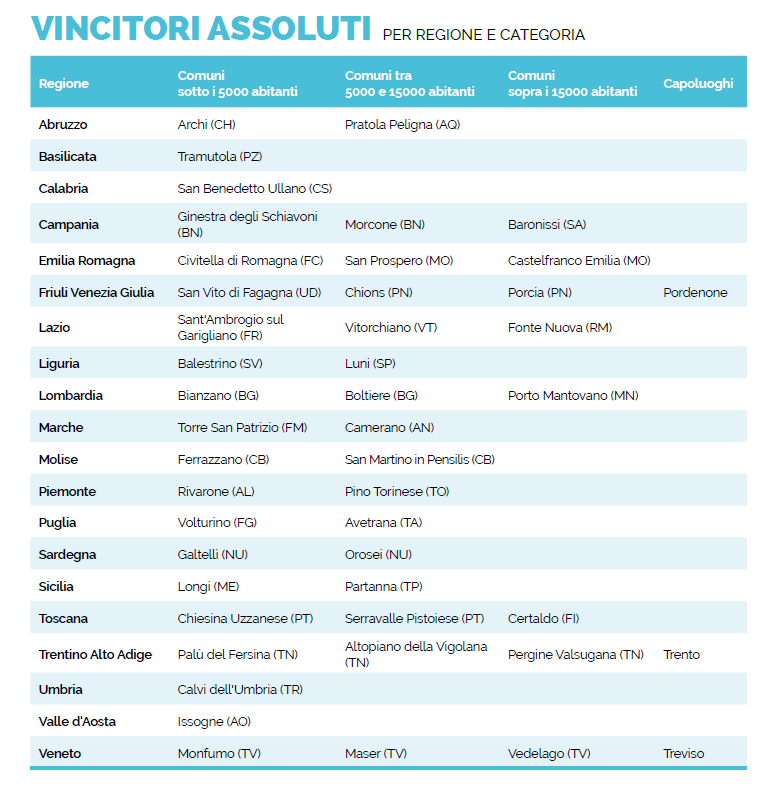 VINCITORI ASSOLUTI PER REGIONE E CATEGORIA
Regione Comuni sotto i 5000 abitanti Comuni tra 5000 e 15000 abitanti Comuni sopra i 15000 abitanti Capoluoghi
Abruzzo Archi (CH) Pratola Peligna (AQ)
Basilicata Tramutola (PZ)
Calabria San Benedetto Ullano (CS)
Campania Ginestra degli Schiavoni (BN) Morcone (BN) Baronissi (SA)
Emilia Romagna Civitella di Romagna (FC) San Prospero (MO) Castelfranco Emilia (MO)
Friuli Venezia Giulia San Vito di Fagagna (UD) Chions (PN) Porcia (PN) Pordenone
Lazio Sant'Ambrogio sul Garigliano (FR) Vitorchiano (VT) Fonte Nuova (RM)
Liguria Balestrino (SV) Luni (SP)
Lombardia Bianzano (BG) Boltiere (BG) Porto Mantovano (MN)
Marche Torre San Patrizio (FM) Camerano (AN)
Molise Ferrazzano (CB) San Martino in Pensilis (CB)
Piemonte Rivarone (AL) Pino Torinese (TO)
Puglia Volturino (FG) Avetrana (TA)
Sardegna Galtellì (NU) Orosei (NU)
Sicilia Longi (ME) Partanna (TP)
Toscana Chiesina Uzzanese (PT) Serravalle Pistoiese (PT) Certaldo (FI)
Trentino Alto Adige Palù del Fersina (TN) Altopiano della Vigolana (TN) Pergine Valsugana (TN) Trento
Umbria Calvi dell'Umbria (TR)
Valle d'Aosta Issogne (AO)
Veneto Monfumo (TV) Maser (TV) Vedelago (TV) Treviso